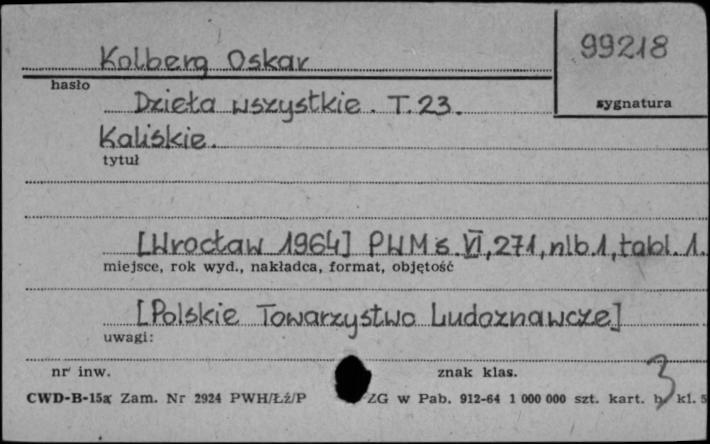 Kolberg Oskar
99218
hasło
sygnatura
Dzieła wszystkie. T. 23.
Kaliskie.
tytuł
[Wrocław 1964] PWM s. VI, 271, nlb. 1, tabl. 1.
miejsce, rok wyd., nakładca, format, objętość
[Polskie Towarzystwo Ludoznawcze]
uwagi:
nr inw.
znak klas.
3
CWD-B-15a Zam. Nr 2924 PWH/Łź/P ZG w Pab. 912-64 1 000 000 szt. kart. b kl. 5